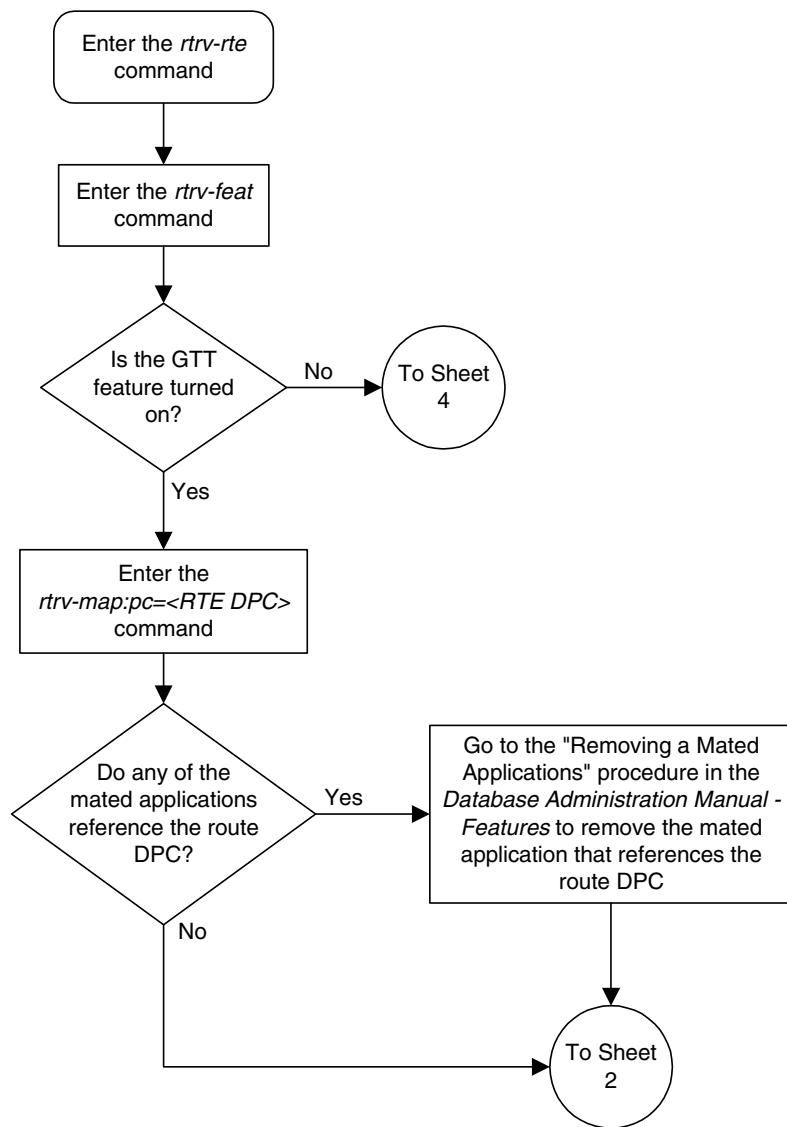 Enter the rtrv-rte
command
Enter the rtrv-feat
command
Is the GTT
feature turned
on?
No
To Sheet
4
Yes
Enter the
rtrv-map:pc=<RTE DPC>
command
Do any of the
mated applications
reference the route
DPC?
Yes
Go to the "Removing a Mated
Applications" procedure in the
Database Administration Manual -
Features to remove the mated
application that references the
route DPC
No
To Sheet
2